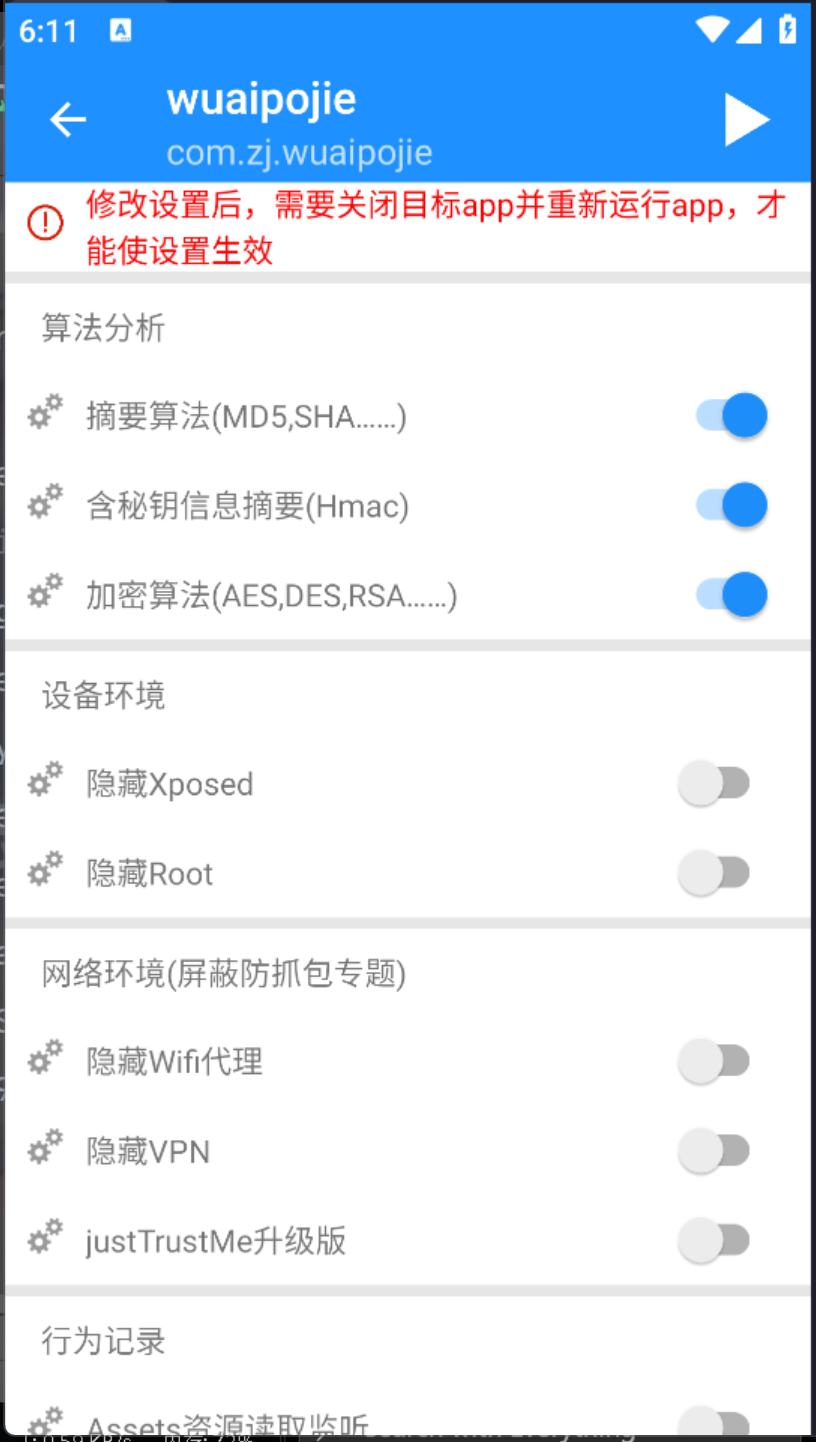 6:11
wuaipojie
com.zj.wuaipojie
修改设置后，需要关闭目标app并重新运行app，才
能使设置生效
算法分析
摘要算法(MD5,SHA......)
含秘钥信息摘要(Hmac)
加密算法(AES,DES,RSA......)
设备环境
隐藏Xposed
隐藏Root
网络环境(屏蔽防抓包专题)
隐藏Wifi代理
隐藏VPN
justTrustMe升级版
行为记录
Assets资源读取监听